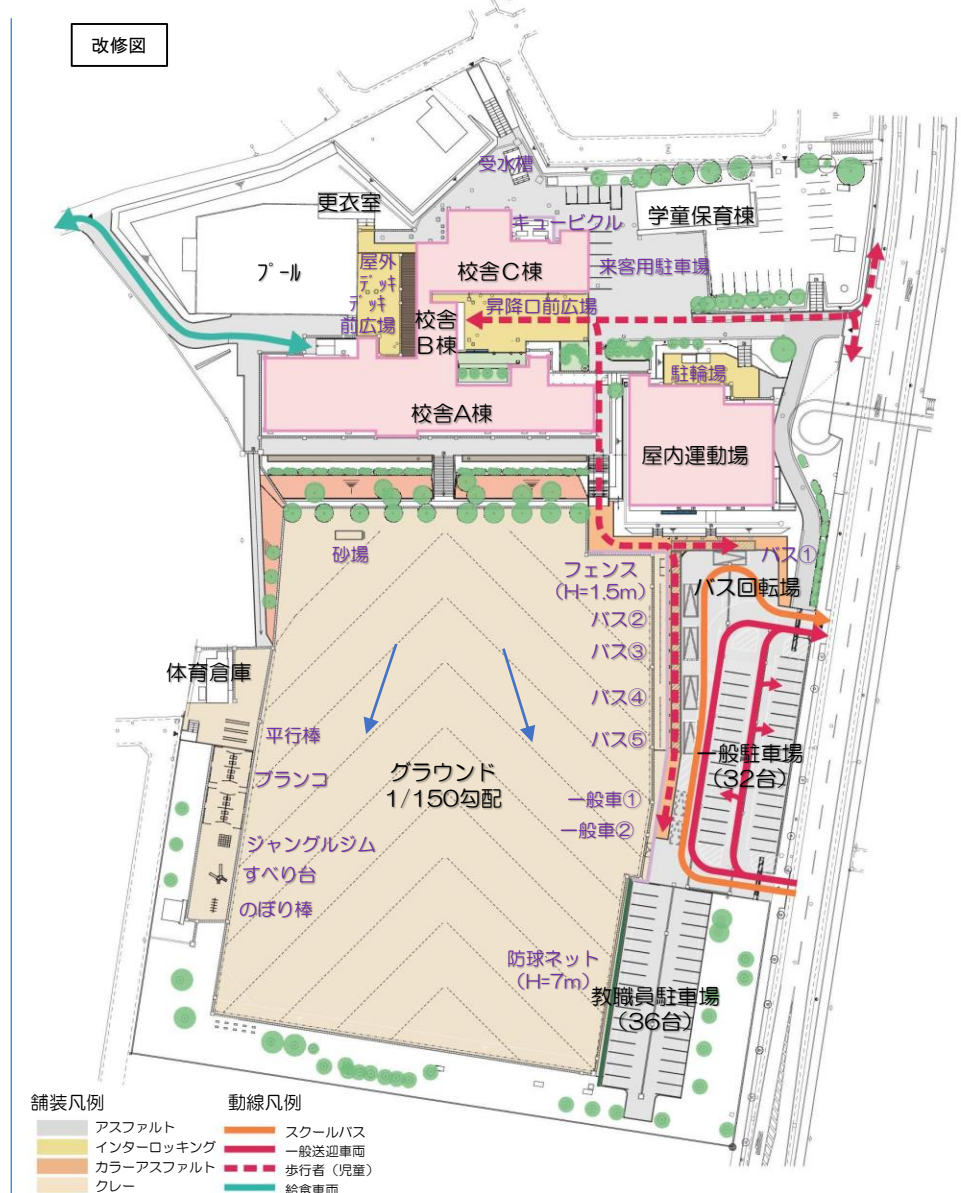 改修図
受水槽
更衣室
キュービクル
学童保育棟
プール
屋外
デッキ
デッキ
前広場
校舎C棟
来客用駐車場
昇降口前広場
校舎
B棟
駐輪場
校舎A棟
屋内運動場
砂場
バス①
フェンス
(H=1.5m)
バス回転場
バス②
バス③
体育倉庫
バス④
平行棒
バス⑤
一般駐車場
(32台)
ブランコ
グラウンド
1/150勾配
一般車①
一般車②
ジャングルジム
すべり台
のぼり棒
防球ネット
(H=7m)
教職員駐車場
(36台)
舗装凡例
アスファルト
インターロッキング
カラーアスファルト
クレー
動線凡例
スクールバス
一般送迎車両
歩行者（児童）
給食車両